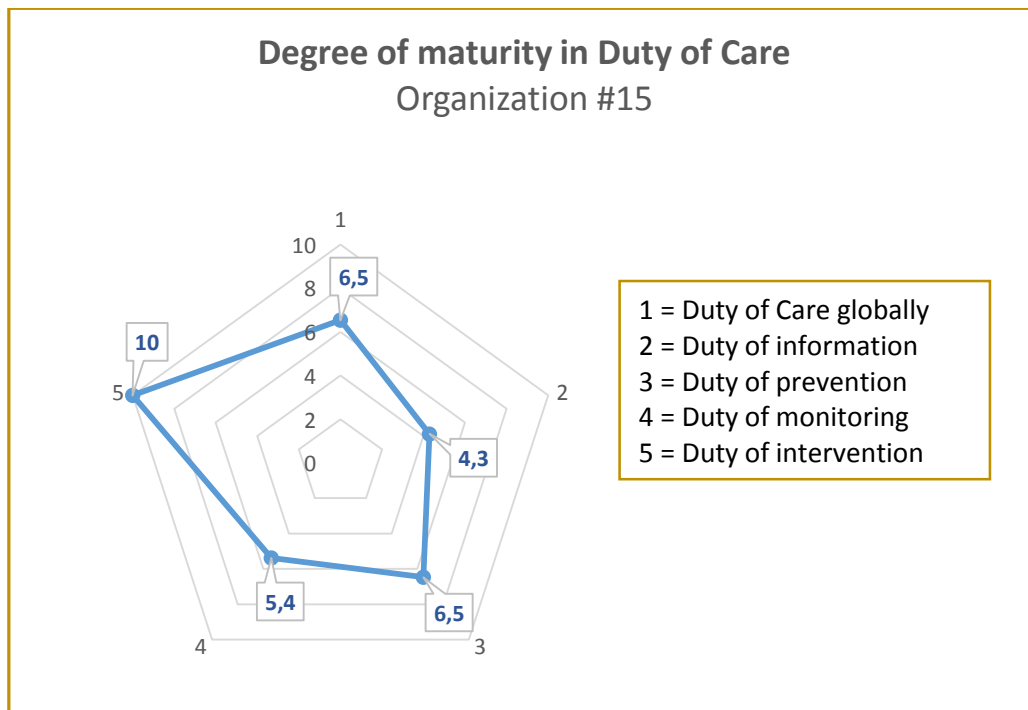 Degree of maturity in Duty of Care
Organization #15
1
10
8
6
4
2
0
6,5
10
5
2
4,3
5,4
6,5
4
3
1 = Duty of Care globally
2 = Duty of information
3 = Duty of prevention
4 = Duty of monitoring
5 = Duty of intervention